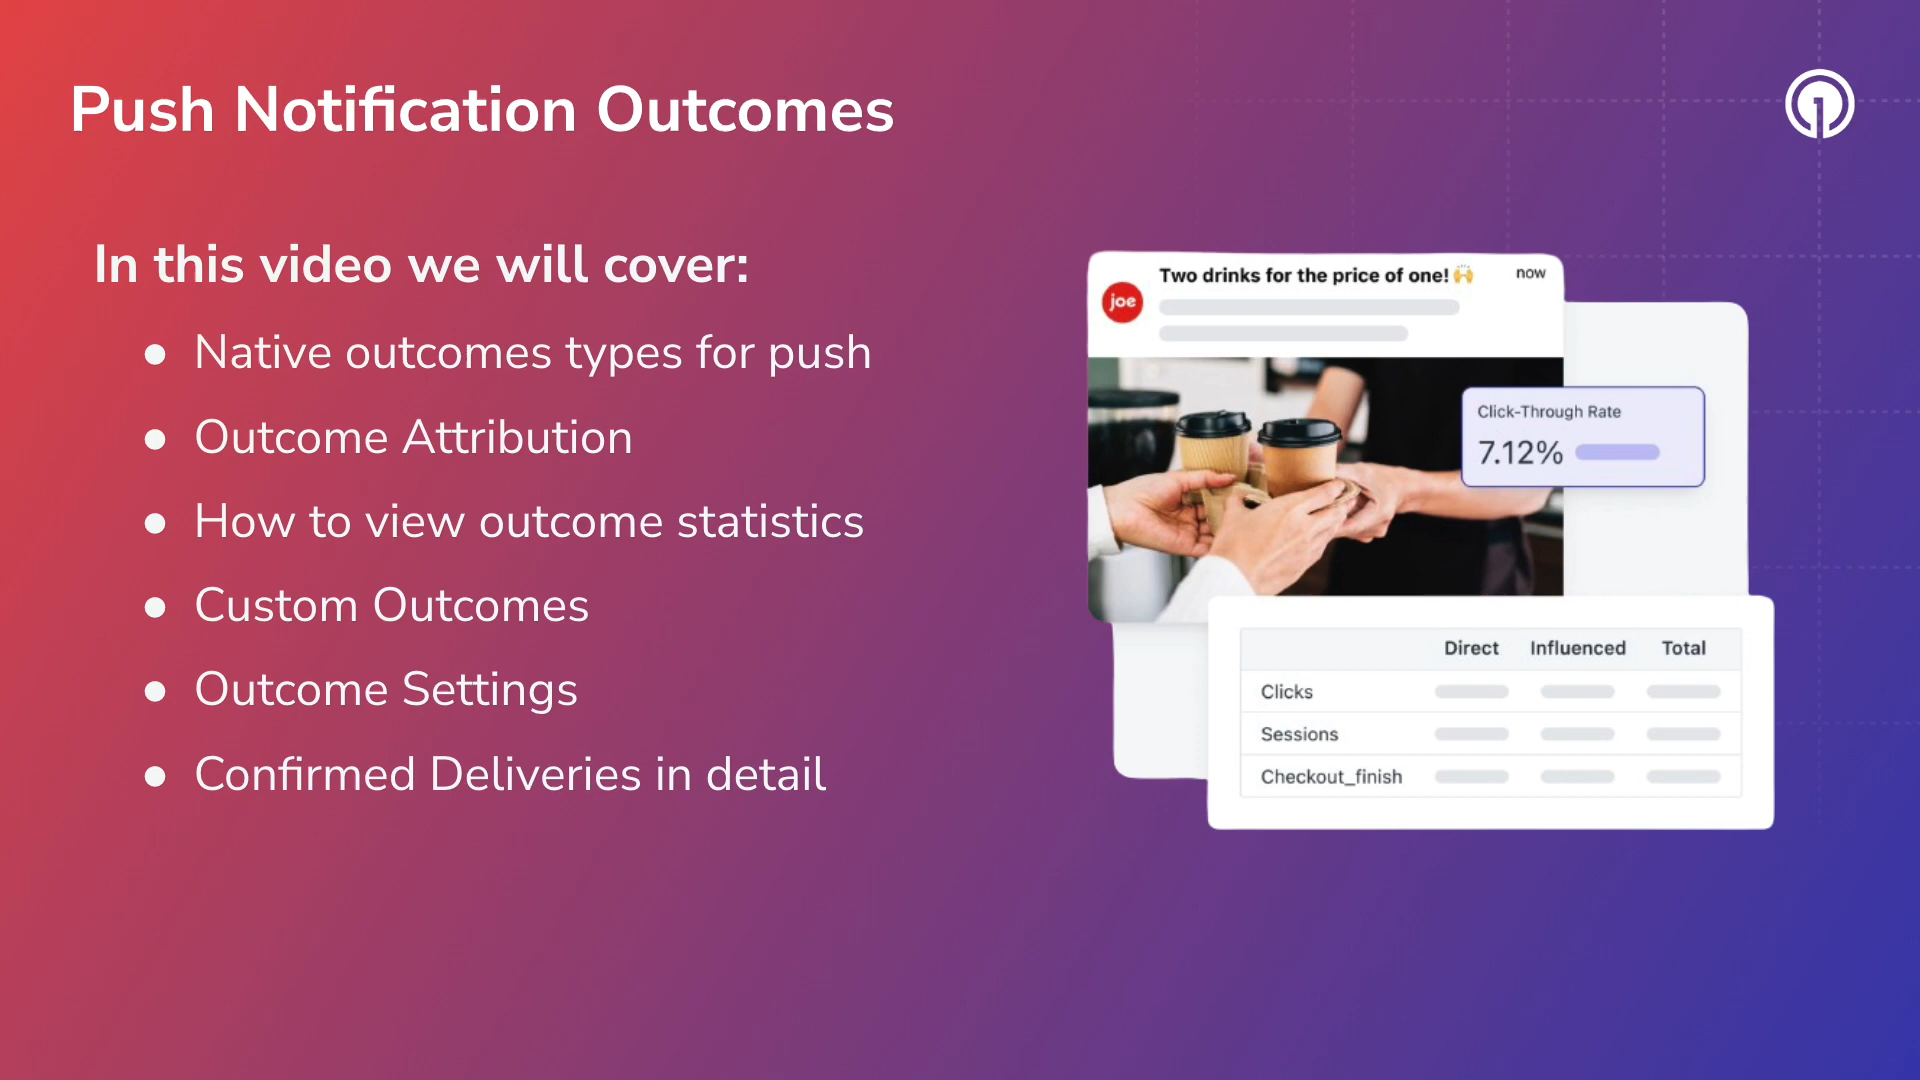 Push Notification Outcomes
In this video we will cover:
● Native outcomes types for push
● Outcome Attribution
● How to view outcome statistics
● Custom Outcomes
● Outcome Settings
● Confirmed Deliveries in detail
joe
Two drinks for the price of one! 🙌 now
Click-Through Rate
7.12%
Direct Influenced Total
Clicks
Sessions
Checkout_finish